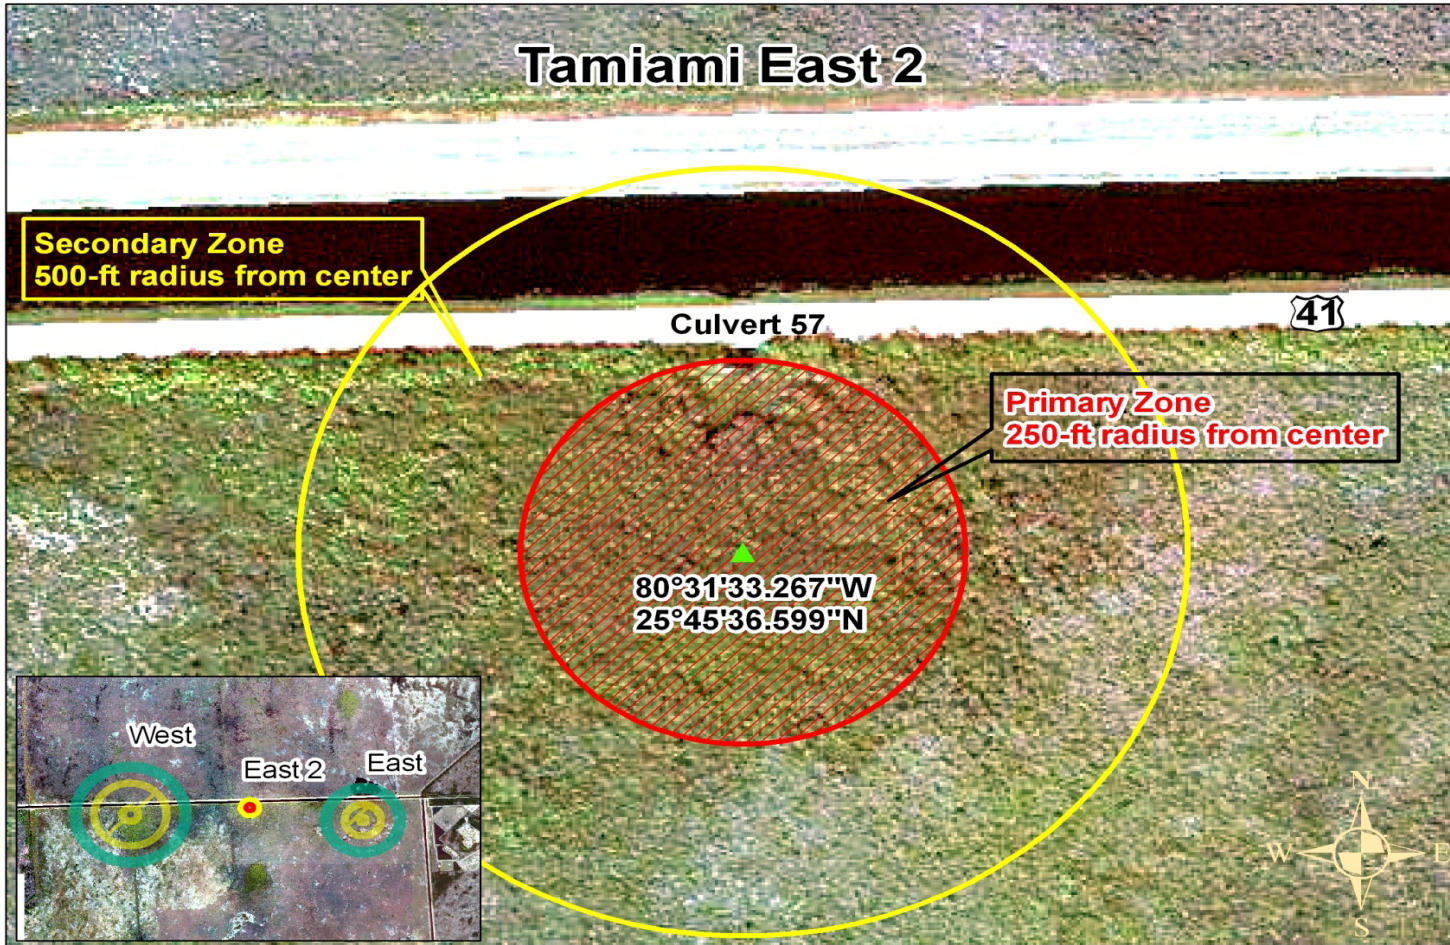 Tamiami East 2
Secondary Zone
500-ft radius from center
Culvert 57
41
Primary Zone
250-ft radius from center
80°31'33.267"W
25°45'36.599"N
West
East 2
East
N
W
E
S